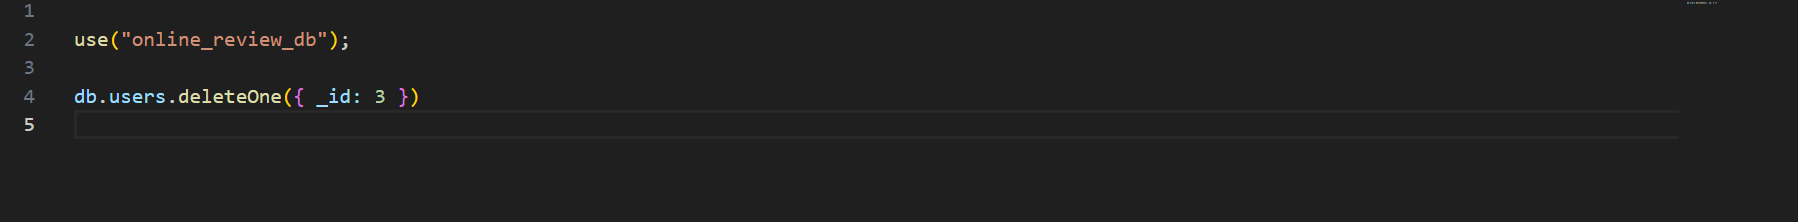 1
2 use("online_review_db");
3
4 db.users.deleteOne({ _id: 3 })
5